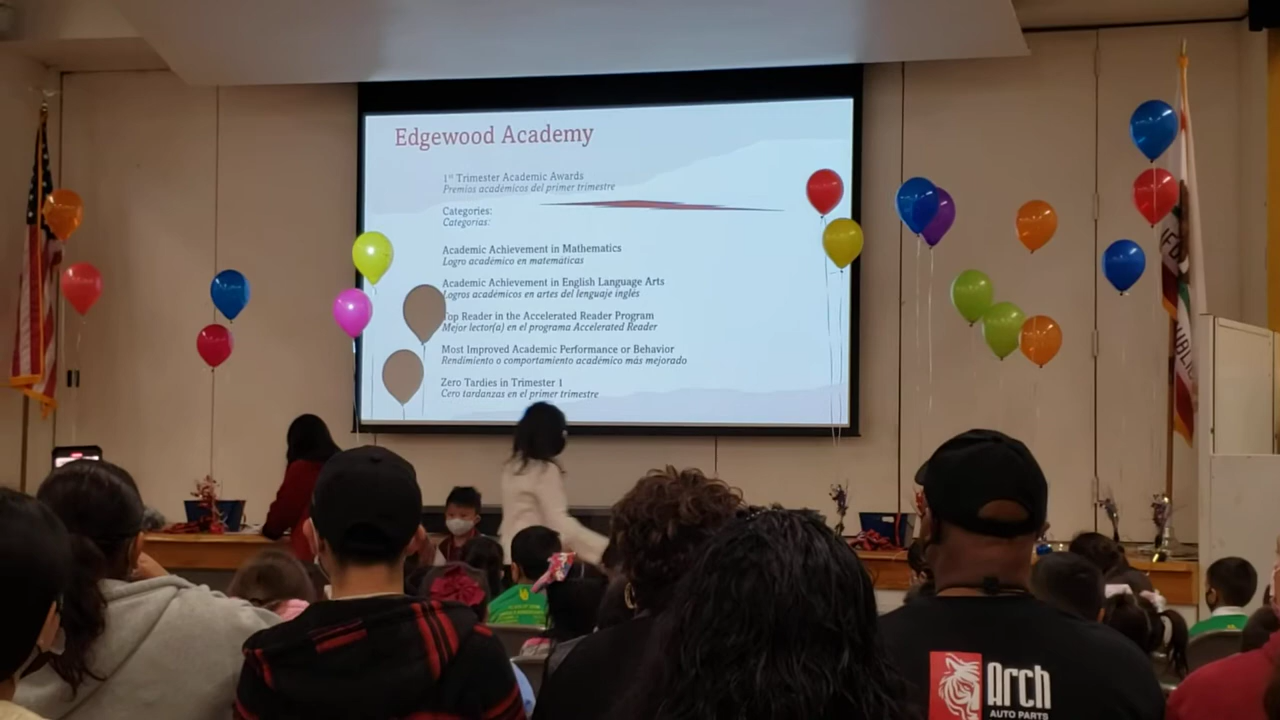 Edgewood Academy
1st Trimester Academic Awards
Premios académicos del primer trimestre
Categories:
Categorías:
Academic Achievement in Mathematics
Logro académico en matemáticas
Academic Achievement in English Language Arts
Logros académicos en artes del lenguaje inglés
Top Reader in the Accelerated Reader Program
Mejor lector(a) en el programa Accelerated Reader
Most Improved Academic Performance or Behavior
Rendimiento o comportamiento académico más mejorado
Zero Tardies in Trimester 1
Cero tardanzas en el primer trimestre
Arch
AUTO PARTS